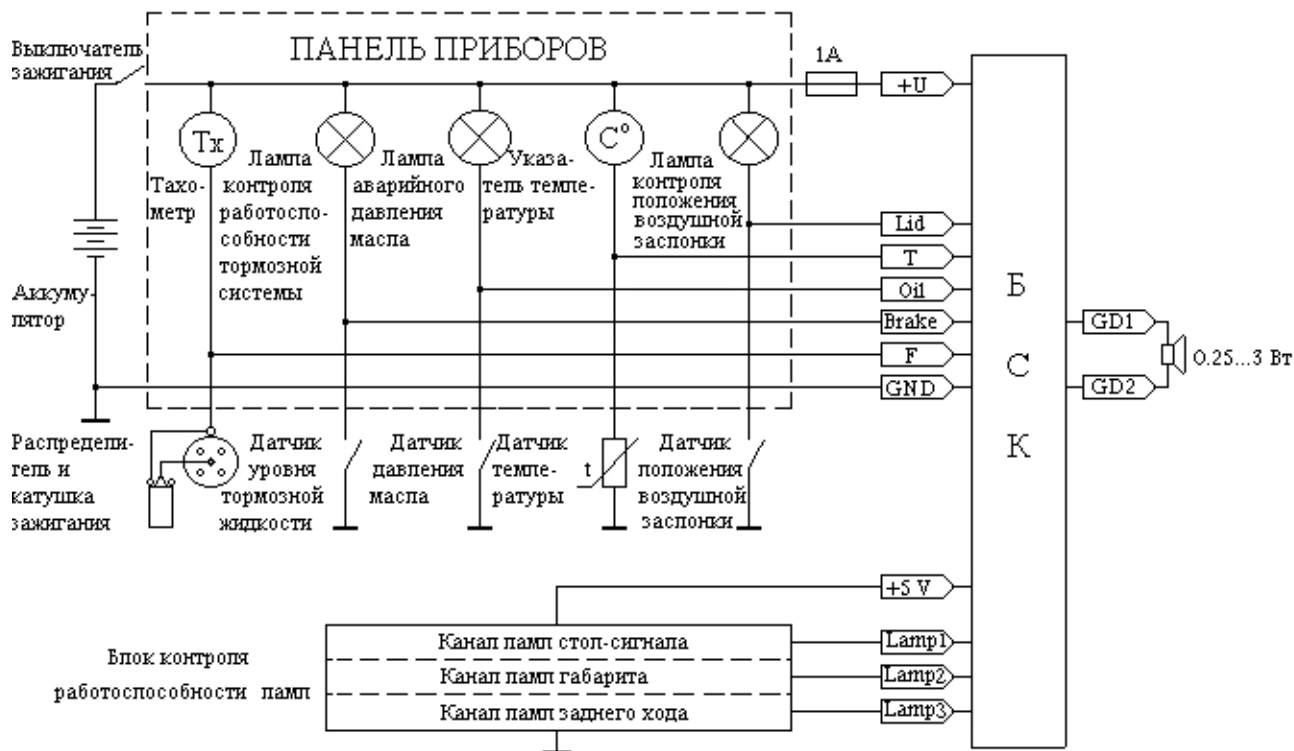 ПАНЕЛЬ ПРИБОРОВ
Выключатель
зажигания
1А
+U
Тх
С°
Тахо-
метр
Лампа
контроля
работоспо-
собности
тормозной
системы
Лампа
аварийного
давления
масла
Указа-
тель темпе-
ратуры
Лампа
контроля
положения
воздушной
заслонки
Lid
T
Oil
Brake
F
GND
Аккуму-
лятор
Б
С
К
GD1
GD2
0.25...3 Вт
Распредели-
тель и
катушка
зажигания
Датчик
уровня
тормозной
жидкости
Датчик
давления
масла
Датчик
темпе-
ратуры
t
Датчик
положения
воздушной
заслонки
+5 V
Блок контроля
работоспособности ламп
Канал ламп стоп-сигнала
Lamp1
Канал ламп габарита
Lamp2
Канал ламп заднего хода
Lamp3